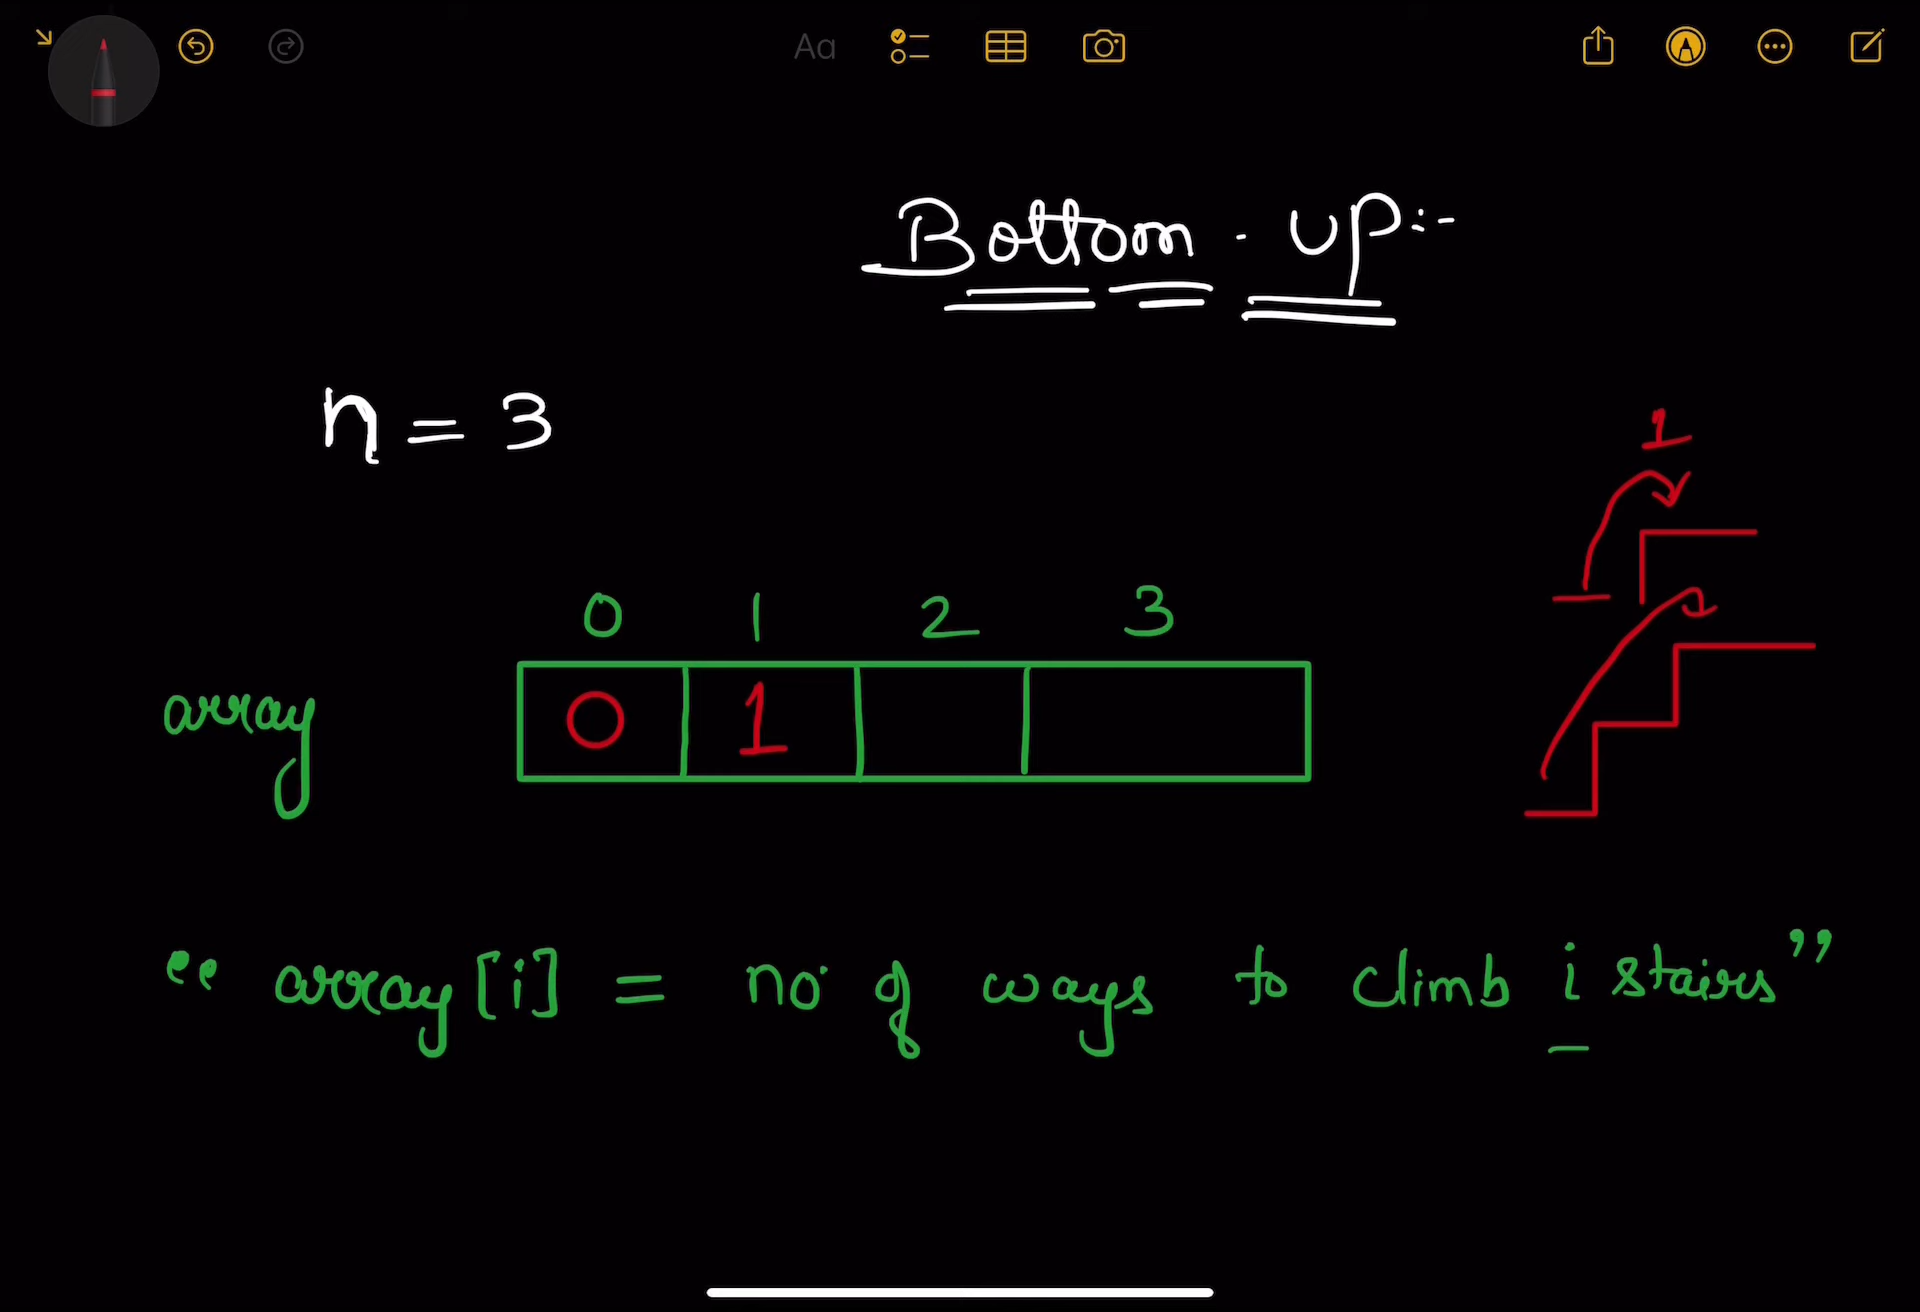 Aa
Bottom - UP:-
n = 3
1
0 1 2 3
array 0 1
"array[i] = no of ways to climb i stairs"